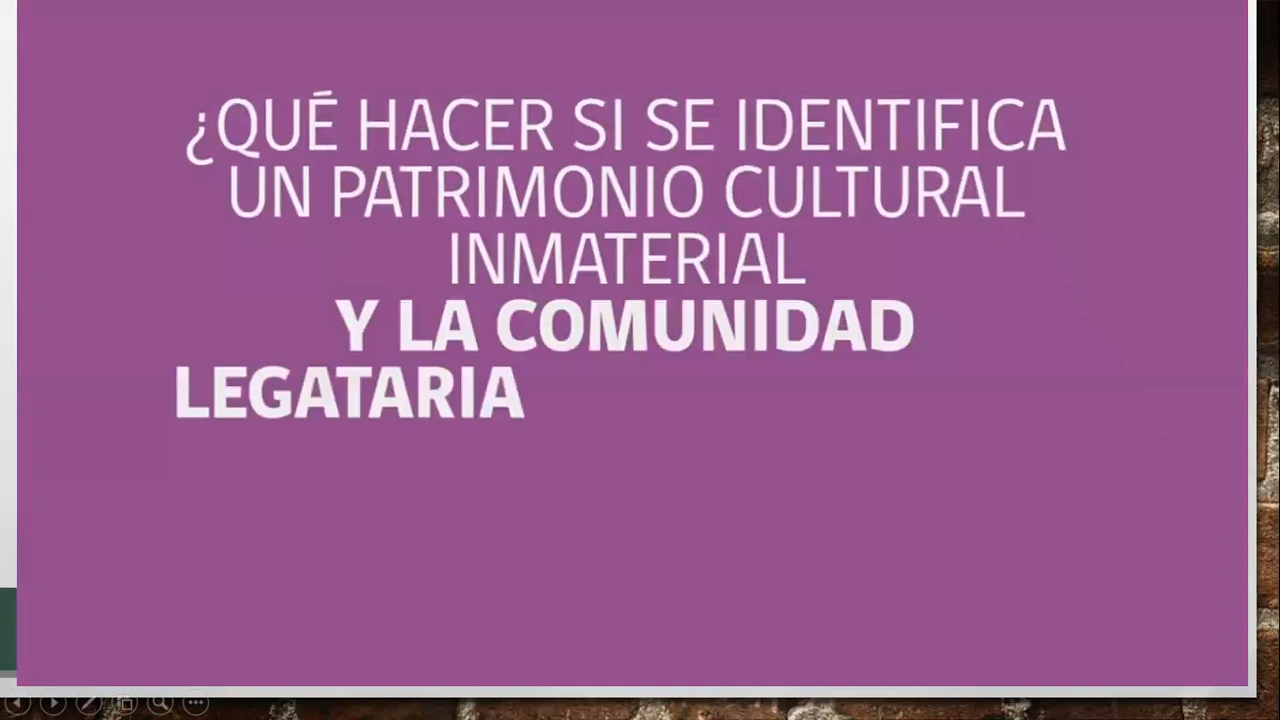 ¿QUÉ HACER SI SE IDENTIFICA
UN PATRIMONIO CULTURAL
INMATERIAL
Y LA COMUNIDAD
LEGATARIA